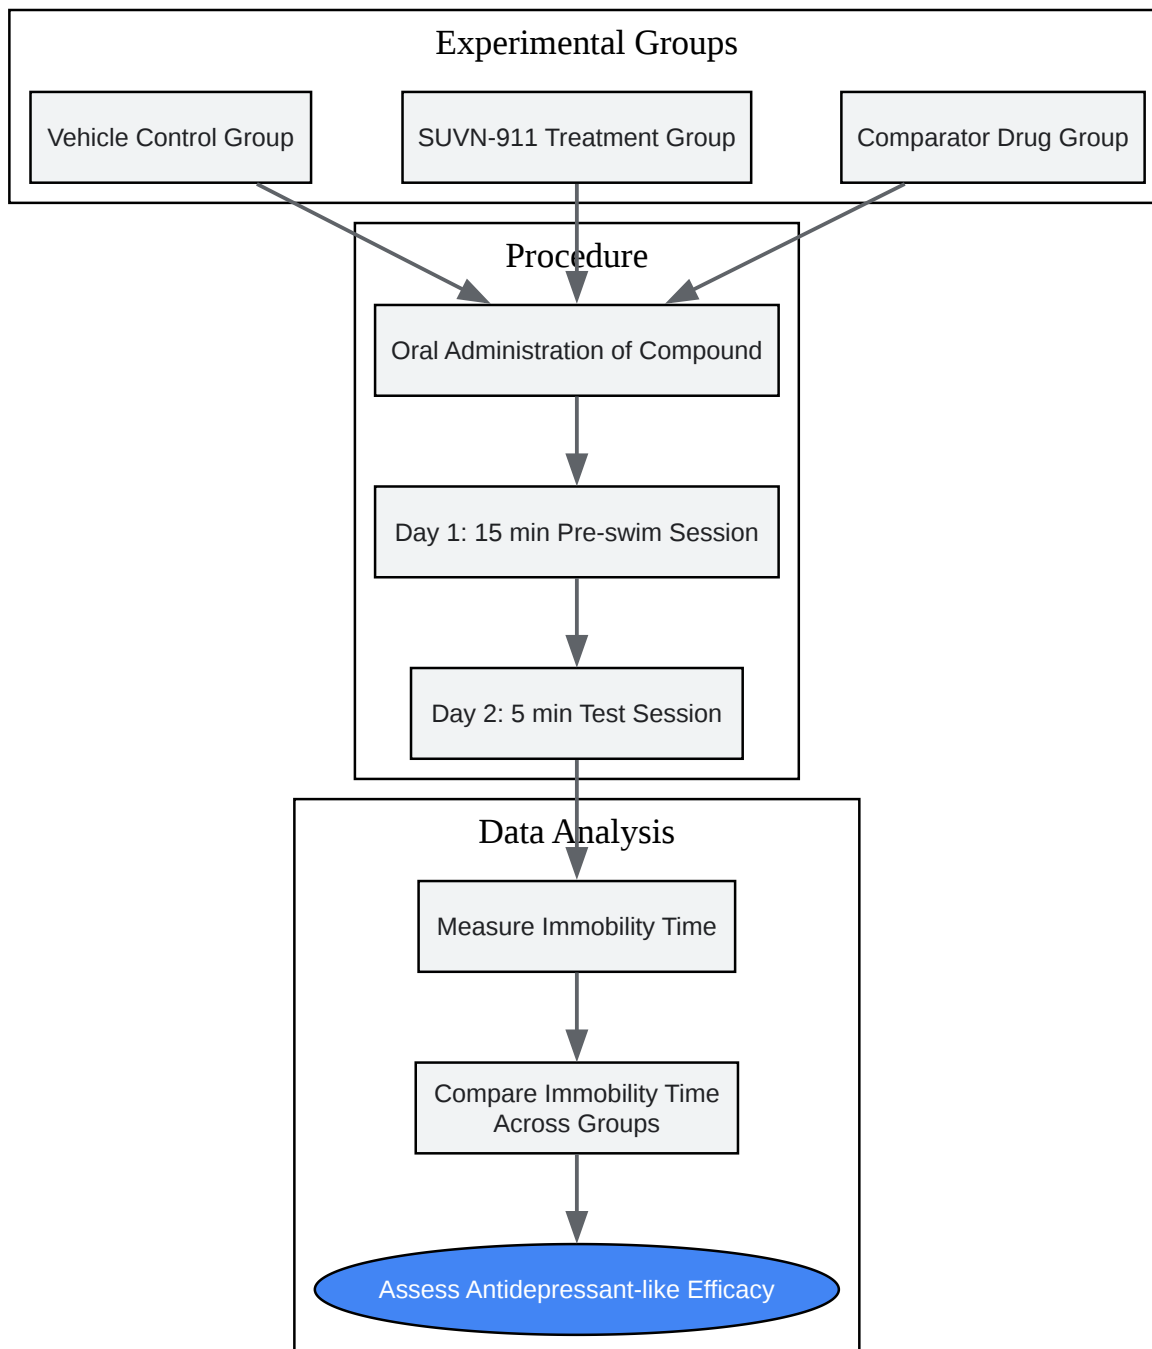 Experimental Groups
Vehicle Control Group
SUVN-911 Treatment Group
Comparator Drug Group
Procedure
Oral Administration of Compound
Day 1: 15 min Pre-swim Session
Day 2: 5 min Test Session
Data Analysis
Measure Immobility Time
Compare Immobility Time
Across Groups
Assess Antidepressant-like Efficacy